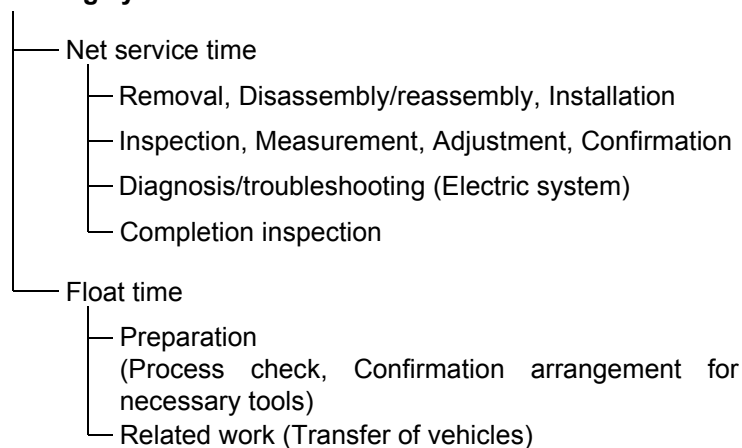 Net service time
Removal, Disassembly/reassembly, Installation
Inspection, Measurement, Adjustment, Confirmation
Diagnosis/troubleshooting (Electric system)
Completion inspection
Float time
Preparation
(Process check, Confirmation arrangement for
necessary tools)
Related work (Transfer of vehicles)